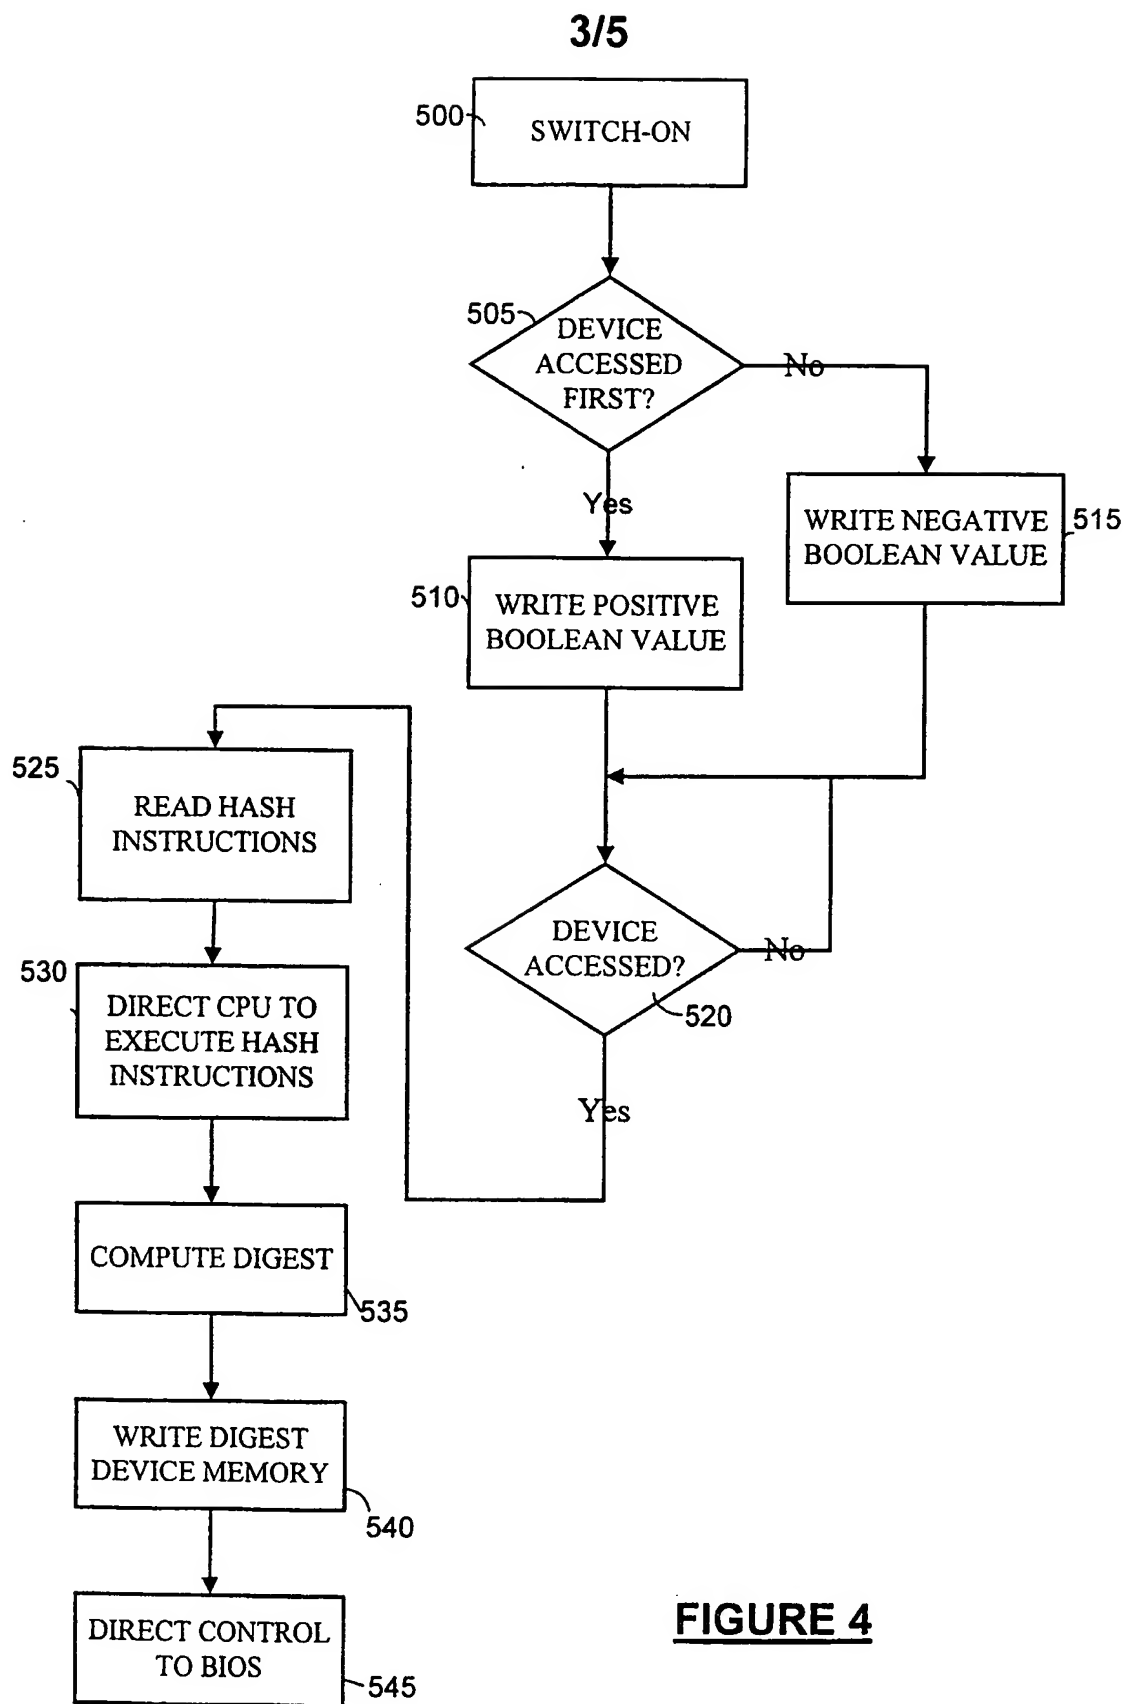 3/5
500
SWITCH-ON
505
DEVICE
ACCESSED
FIRST?
No
Yes
WRITE NEGATIVE
BOOLEAN VALUE
515
510
WRITE POSITIVE
BOOLEAN VALUE
525
READ HASH
INSTRUCTIONS
DEVICE
ACCESSED?
No
520
530
DIRECT CPU TO
EXECUTE HASH
INSTRUCTIONS
Yes
COMPUTE DIGEST
535
WRITE DIGEST
DEVICE MEMORY
540
DIRECT CONTROL
TO BIOS
545
FIGURE 4